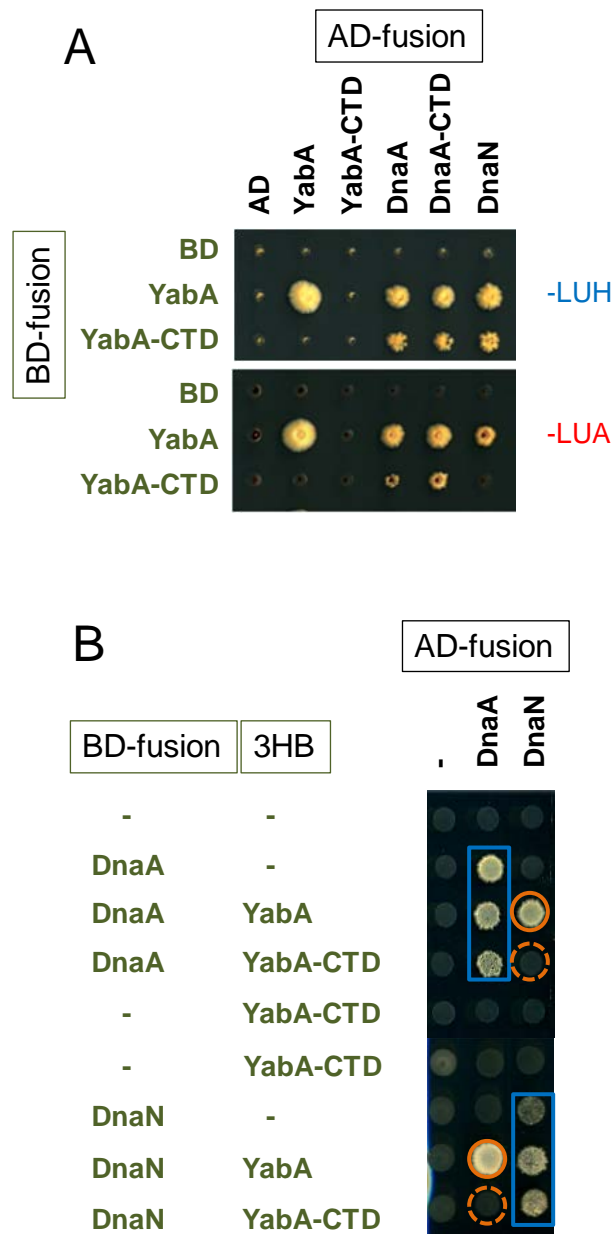 A
AD-fusion
AD YabA YabA-CTD DnaA DnaA-CTD DnaN
BD-fusion
BD
YabA
YabA-CTD
-LUH
BD
YabA
YabA-CTD
-LUA
B
AD-fusion
BD-fusion 3HB
- DnaA DnaN
- -
DnaA -
DnaA YabA
DnaA YabA-CTD
- YabA-CTD
- YabA-CTD
DnaN -
DnaN YabA
DnaN YabA-CTD